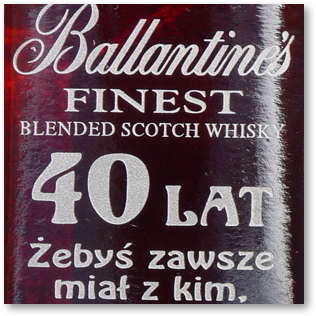 Ballantine's
FINEST
BLENDED SCOTCH WHISKY
40 LAT
Żebyś zawsze
miał z kim,